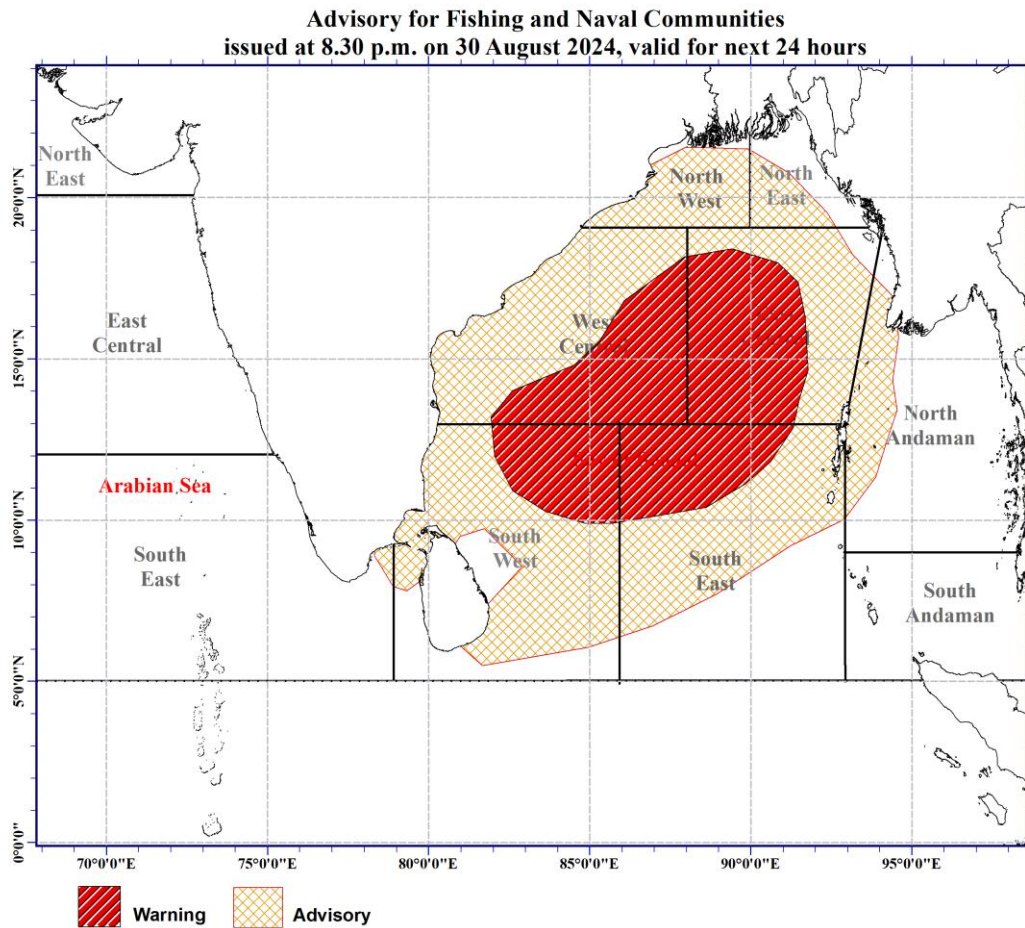 Advisory for Fishing and Naval Communities
issued at 8.30 p.m. on 30 August 2024, valid for next 24 hours
North
East
North
West
North
East
20°0'0"N
East
Central
West
Central
15°0'0"N
North
Andaman
Arabian Sea
10°0'0"N
South
East
South
West
South
East
South
Andaman
5°0'0"N
0°0'0"
70°0'0"E
75°0'0"E
80°0'0"E
85°0'0"E
90°0'0"E
95°0'0"E
Warning
Advisory